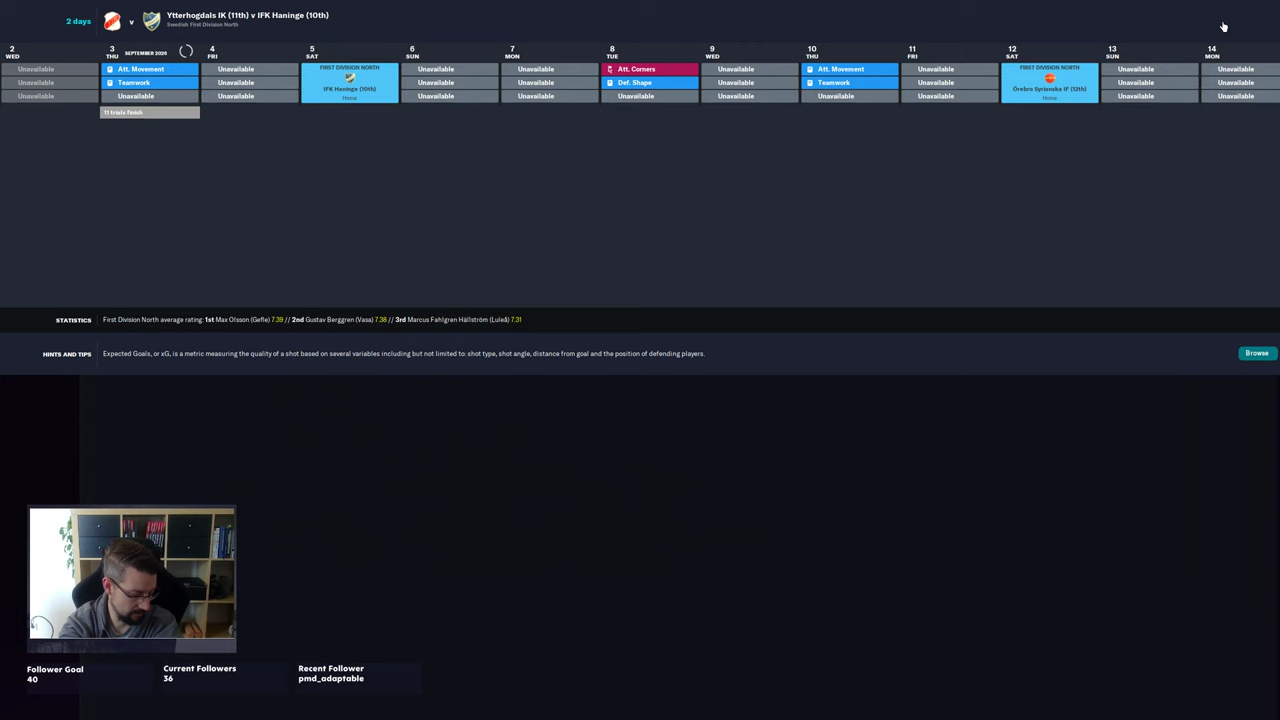 2 days
Ytterhogdals IK (11th) v IFK Haninge (10th)
Swedish First Division North
2 WED
3 THU SEPTEMBER 2026
4 FRI
5 SAT
6 SUN
7 MON
8 TUE
9 WED
10 THU
11 FRI
12 SAT
13 SUN
14 MON
Unavailable Att. Movement Unavailable FIRST DIVISION NORTH Unavailable Unavailable Att. Corners Unavailable Att. Movement Unavailable FIRST DIVISION NORTH Unavailable Unavailable
Unavailable Teamwork Unavailable IFK Haninge (10th) Unavailable Unavailable Def. Shape Unavailable Teamwork Unavailable Örebro Syrianska IF (12th) Unavailable Unavailable
Unavailable Unavailable Unavailable Home Unavailable Unavailable Unavailable Unavailable Unavailable Unavailable Home Unavailable Unavailable
11 trials finish
STATISTICS First Division North average rating: 1st Max Olsson (Gefle) 7.39 // 2nd Gustav Berggren (Vasa) 7.38 // 3rd Marcus Fahlgren Hällström (Luleå) 7.31
HINTS AND TIPS Expected Goals, or xG, is a metric measuring the quality of a shot based on several variables including but not limited to: shot type, shot angle, distance from goal and the position of defending players. Browse
Follower Goal
40
Current Followers
36
Recent Follower
pmd_adaptable